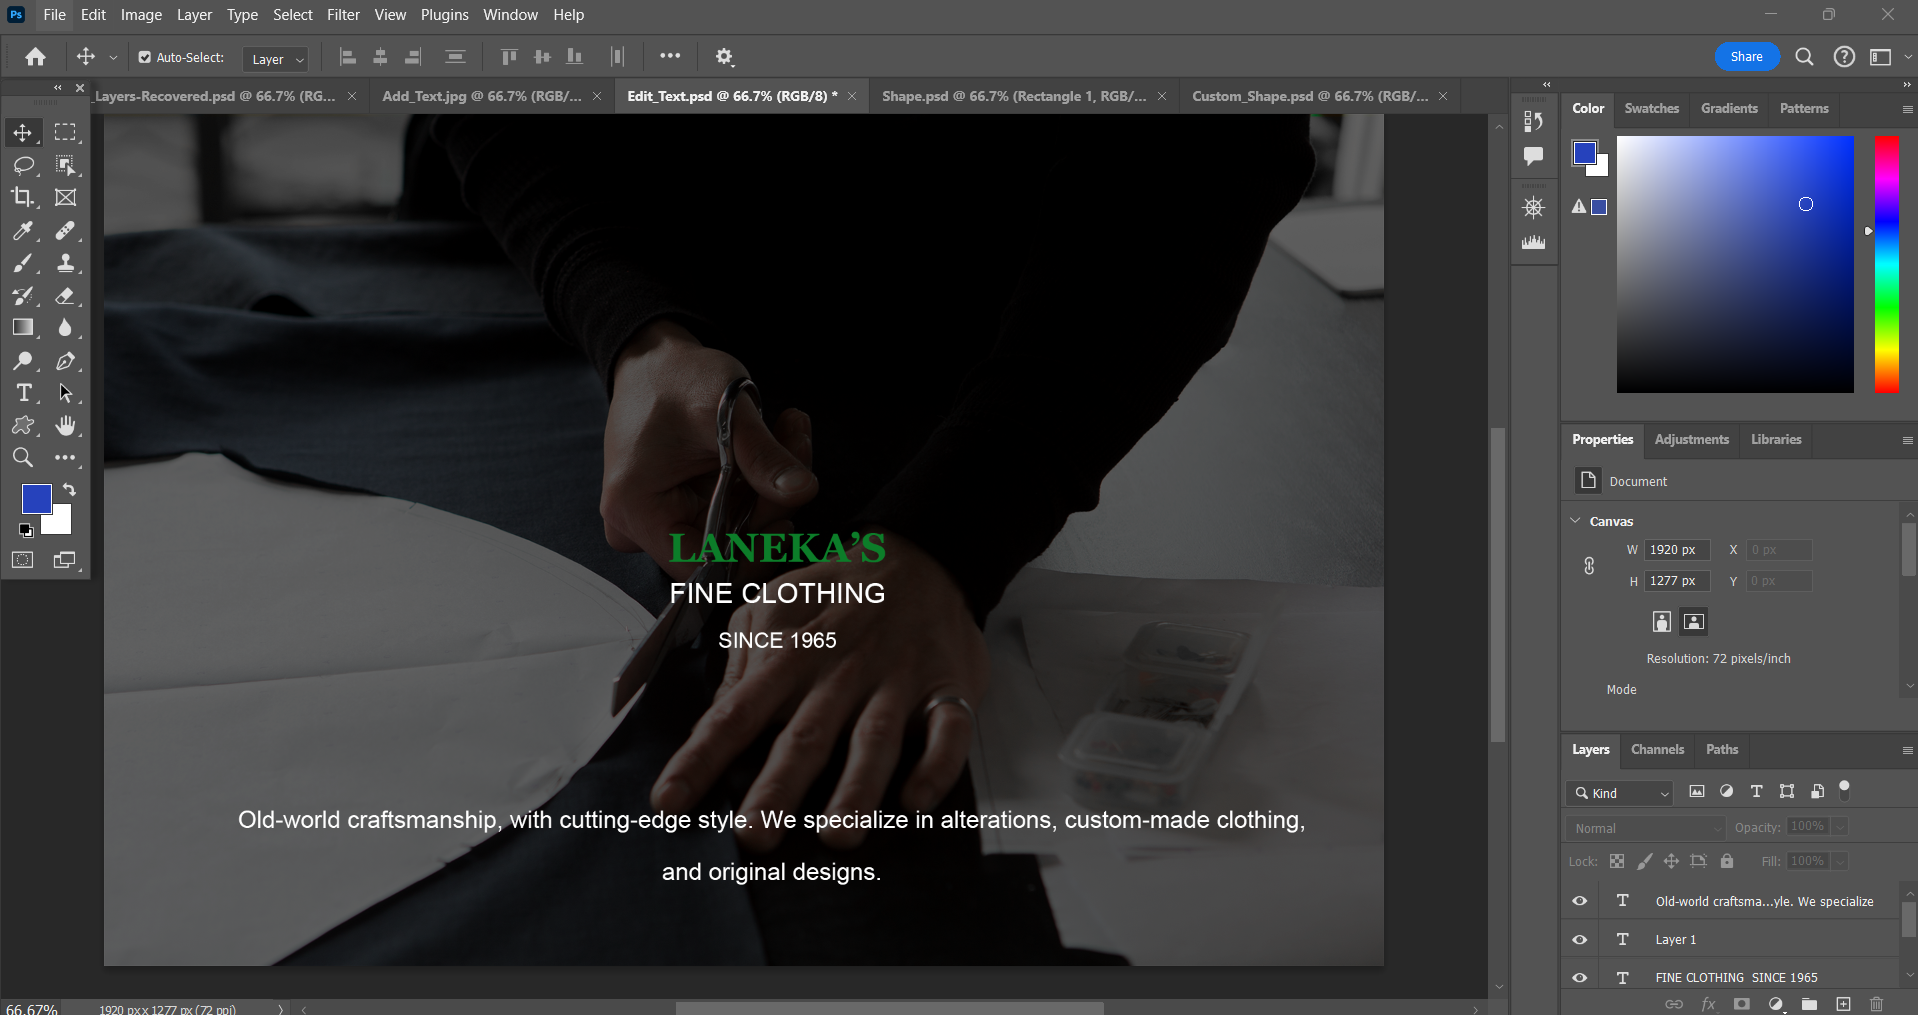 Ps File Edit Image Layer Type Select Filter View Plugins Window Help
Auto-Select: Layer Share
_Layers-Recovered.psd @ 66.7% (RG... Add_Text.jpg @ 66.7% (RGB/... Edit_Text.psd @ 66.7% (RGB/8) * Shape.psd @ 66.7% (Rectangle 1, RGB/... Custom_Shape.psd @ 66.7% (RGB/...
Color Swatches Gradients Patterns
LANEKA’S
FINE CLOTHING
SINCE 1965
Old-world craftsmanship, with cutting-edge style. We specialize in alterations, custom-made clothing,
and original designs.
Properties Adjustments Libraries
Document
Canvas
W 1920 px X 0 px
H 1277 px Y 0 px
Resolution: 72 pixels/inch
Mode
Layers Channels Paths
Kind
Normal Opacity: 100%
Lock: Fill: 100%
T Old-world craftsma...yle. We specialize
T Layer 1
T FINE CLOTHING SINCE 1965
fx
66.67% 1920 px x 1277 px (72 ppi)